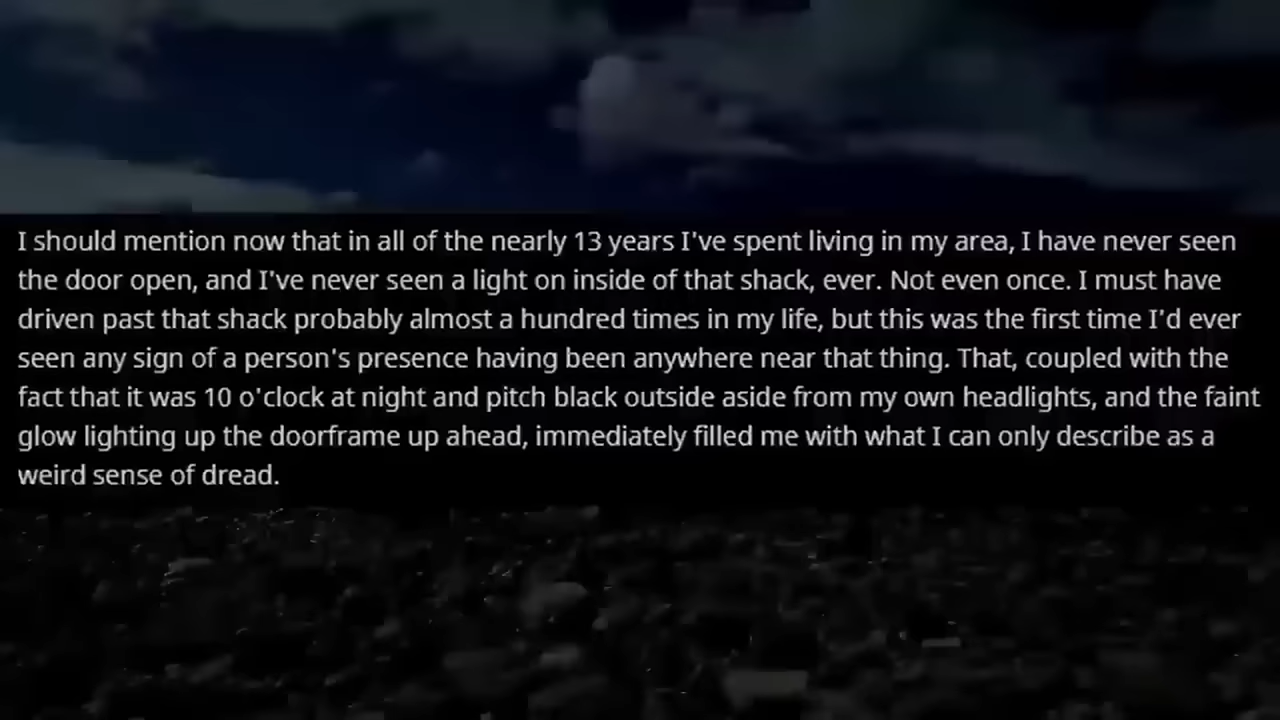 I should mention now that in all of the nearly 13 years I've spent living in my area, I have never seen
the door open, and I've never seen a light on inside of that shack, ever. Not even once. I must have
driven past that shack probably almost a hundred times in my life, but this was the first time I'd ever
seen any sign of a person's presence having been anywhere near that thing. That, coupled with the
fact that it was 10 o'clock at night and pitch black outside aside from my own headlights, and the faint
glow lighting up the doorframe up ahead, immediately filled me with what I can only describe as a
weird sense of dread.